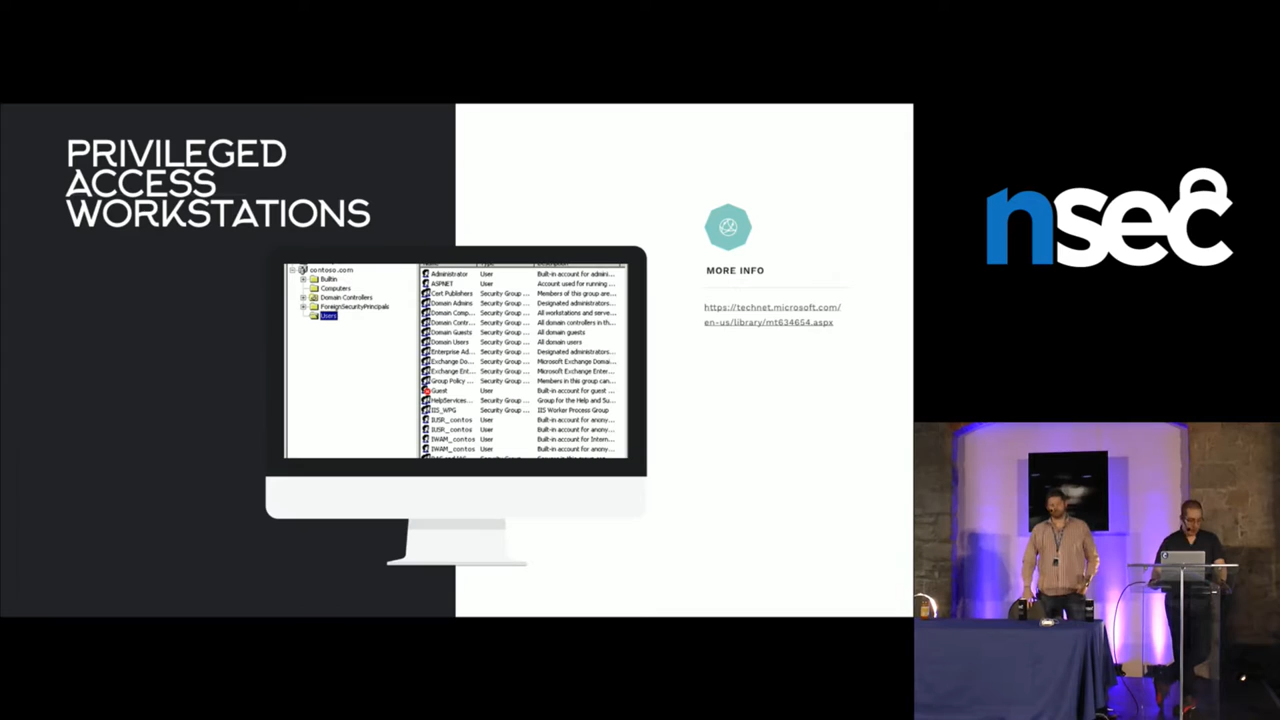 PRIVILEGED
ACCESS
WORKSTATIONS
contoso.com
Builtin
Computers
Domain Controllers
ForeignSecurityPrincipals
Users
Administrator User Built-in account for admini...
ASPNET User Account used for running ...
Cert Publishers Security Group ... Members of this group are...
Domain Admins Security Group ... Designated administrators...
Domain Comp... Security Group ... All workstations and serve...
Domain Contr... Security Group ... All domain controllers in th...
Domain Guests Security Group ... All domain guests
Domain Users Security Group ... All domain users
Enterprise Ad... Security Group ... Designated administrators...
Exchange Do... Security Group ... Microsoft Exchange Domai...
Exchange Ent... Security Group ... Microsoft Exchange Enter...
Group Policy ... Security Group ... Members in this group can...
Guest User Built-in account for guest ...
HelpServices... Security Group ... Group for the Help and Su...
IIS_WPG Security Group ... IIS Worker Process Group
IUSR_contos User Built-in account for anony...
IUSR_contos User Built-in account for anony...
IWAM_contos User Built-in account for Intern...
IWAM_contos User Built-in account for anony...
MORE INFO
https://technet.microsoft.com/
en-us/library/mt634654.aspx
nsec